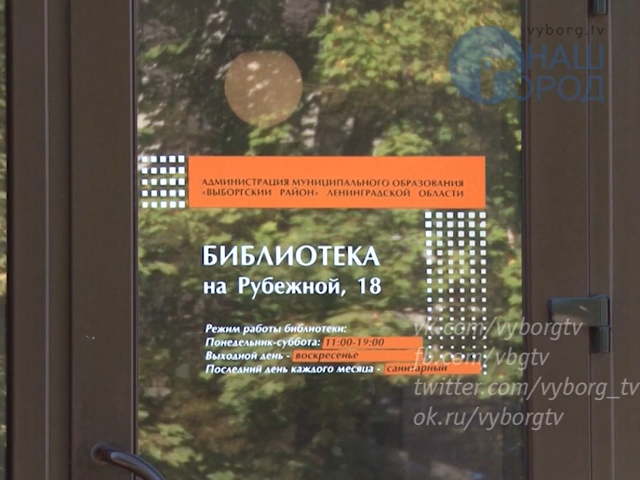 vyborg.tv
НАШ
ГОРОД
АДМИНИСТРАЦИЯ МУНИЦИПАЛЬНОГО ОБРАЗОВАНИЯ
«ВЫБОРГСКИЙ РАЙОН» ЛЕНИНГРАДСКОЙ ОБЛАСТИ
БИБЛИОТЕКА
на Рубежной, 18
Режим работы библиотеки:
Понедельник-суббота: 11:00-19:00
Выходной день - воскресенье
Последний день каждого месяца - санитарный
vk.com/vyborgtv
fb.com/vbgtv
twitter.com/vyborg_tv
ok.ru/vyborgtv